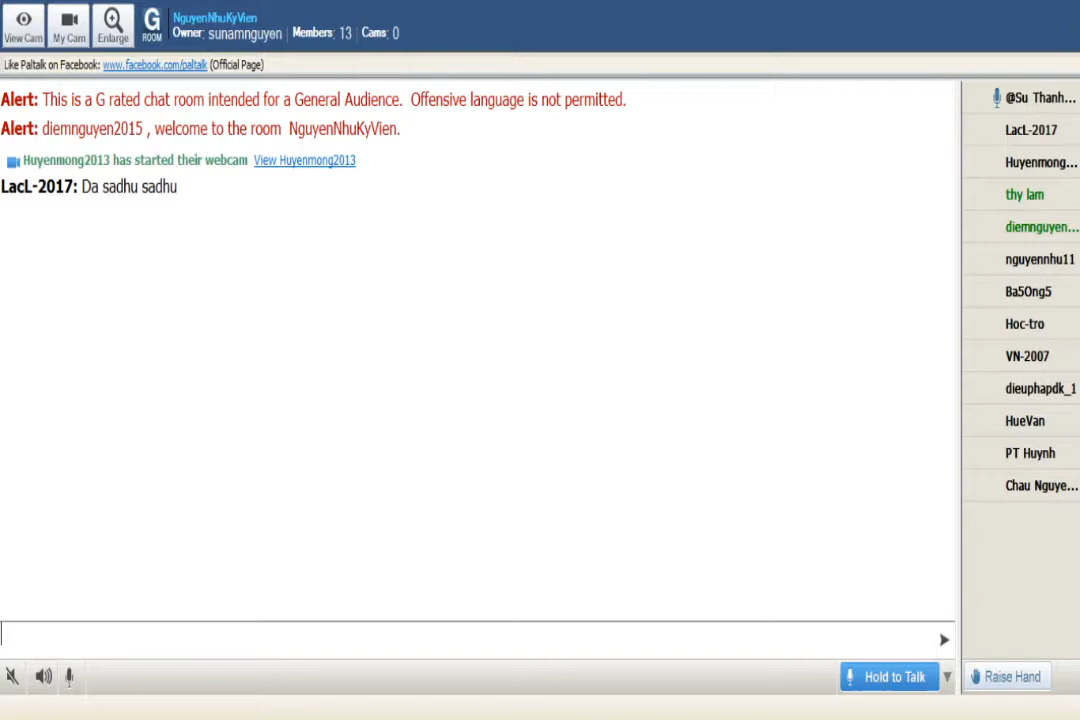 View Cam
My Cam
Enlarge
G
ROOM
NguyenNhuKyVien
Owner: sunamnguyen | Members: 13 | Cams: 0
Like Paltalk on Facebook: www.facebook.com/paltalk (Official Page)
Alert: This is a G rated chat room intended for a General Audience. Offensive language is not permitted.
Alert: diemnguyen2015 , welcome to the room NguyenNhuKyVien.
Huyenmong2013 has started their webcam View Huyenmong2013
LacL-2017: Da sadhu sadhu
@Su Thanh...
LacL-2017
Huyenmong...
thy lam
diemnguyen...
nguyennhu11
Ba5Ong5
Hoc-tro
VN-2007
dieuphapdk_1
HueVan
PT Huynh
Chau Nguye...
Hold to Talk
Raise Hand